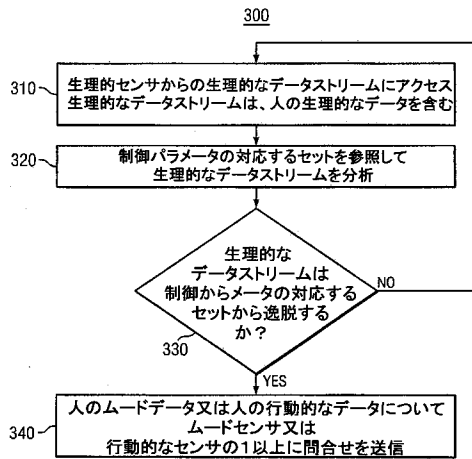 300
310
生理的センサからの生理的なデータストリームにアクセス
生理的なデータストリームは、人の生理的なデータを含む
320
制御パラメータの対応するセットを参照して
生理的なデータストリームを分析
生理的な
データストリームは
制御からメータの対応する
セットから逸脱する
か?
NO
330
YES
340
人のムードデータ又は人の行動的なデータについて
ムードセンサ又は
行動的なセンサの1以上に問合せを送信